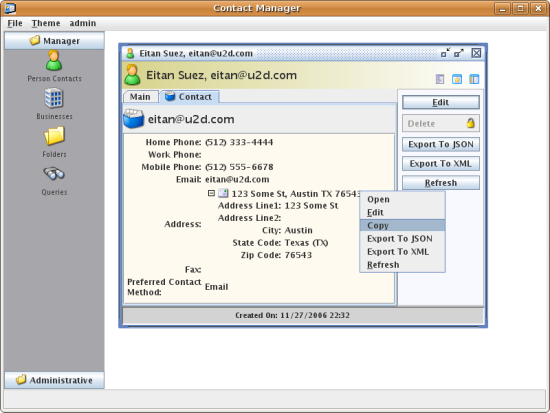 Contact Manager
File Theme admin
Manager
Person Contacts
Businesses
Folders
Queries
Administrative
Eitan Suez, eitan@u2d.com
Eitan Suez, eitan@u2d.com
Main Contact
eitan@u2d.com
Home Phone: (512) 333-4444
Work Phone:
Mobile Phone: (512) 555-6678
Email: eitan@u2d.com
123 Some St, Austin TX 76543
Address Line1: 123 Some St
Address Line2:
Address:
City: Austin
State Code: Texas (TX)
Zip Code: 76543
Fax:
Preferred Contact
Method: Email
Edit
Delete
Export To JSON
Export To XML
Refresh
Open
Edit
Copy
Export To JSON
Export To XML
Refresh
Created On: 11/27/2006 22:32